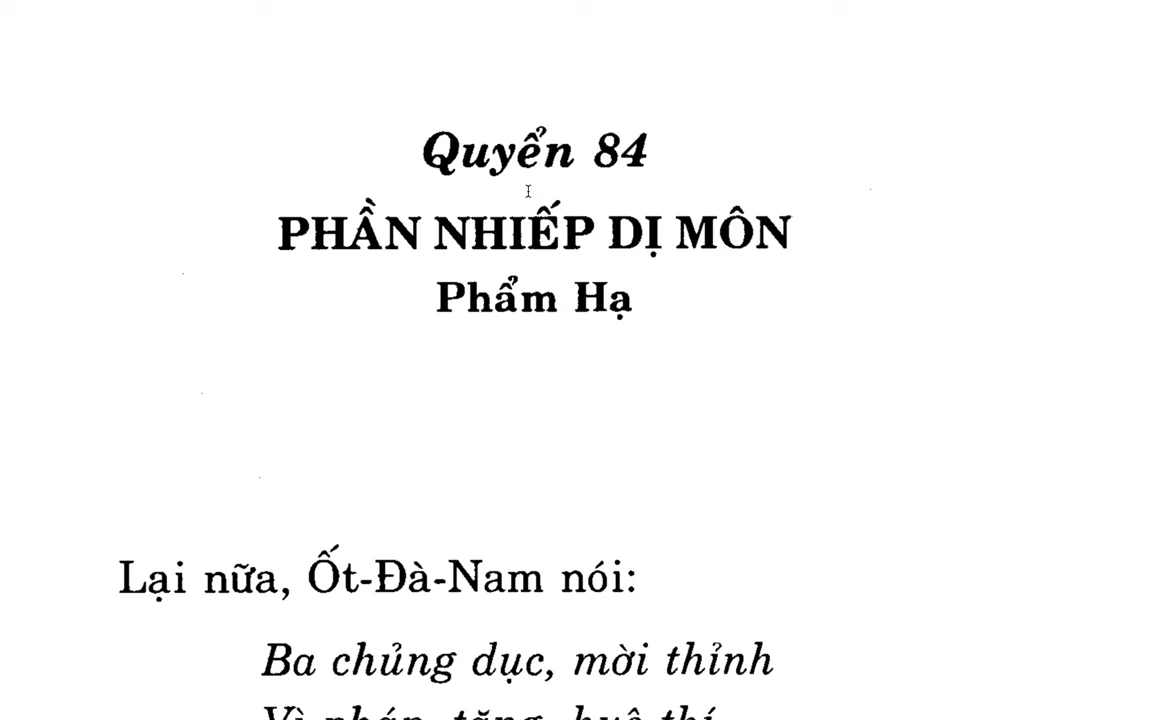 Quyển 84
PHẦN NHIẾP DỊ MÔN
Phẩm Hạ
Lại nữa, Ốt-Đà-Nam nói:
Ba chủng dục, mời thỉnh